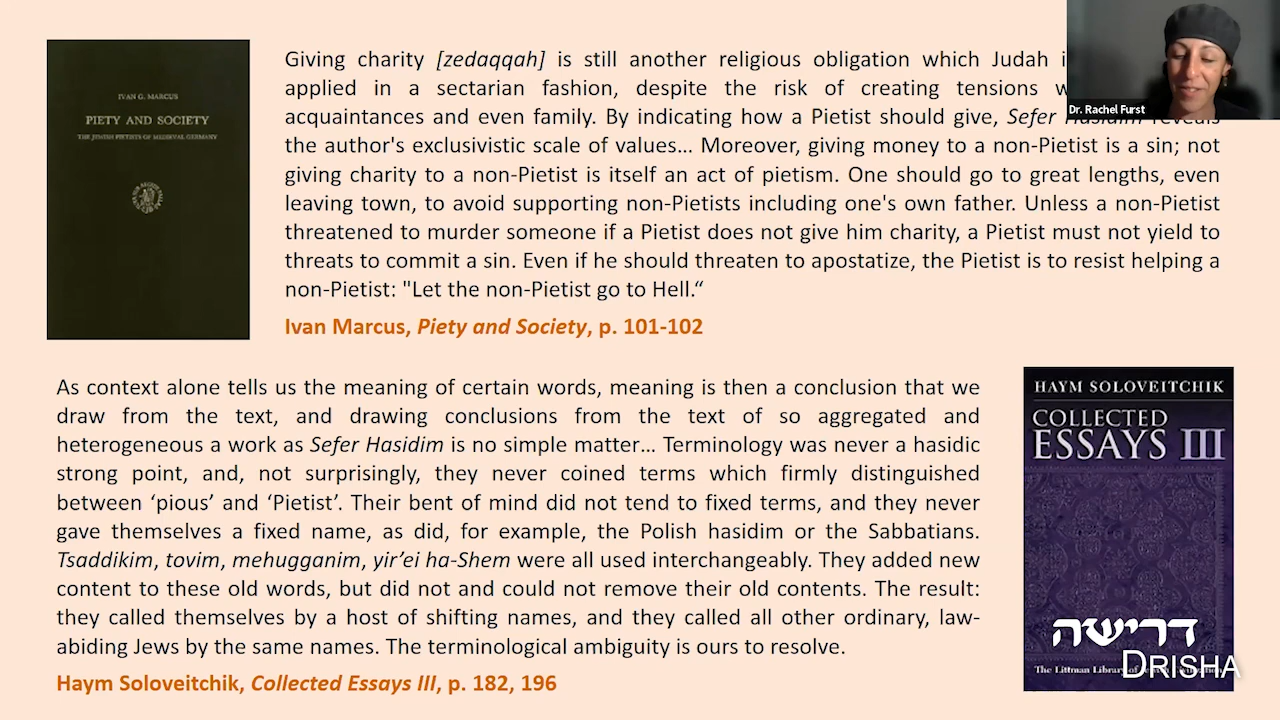 IVAN G. MARCUS
PIETY AND SOCIETY
THE JEWISH PIETISTS OF MEDIEVAL GERMANY
Giving charity [zedaqqah] is still another religious obligation which Judah
applied in a sectarian fashion, despite the risk of creating tensions
acquaintances and even family. By indicating how a Pietist should give, Sefer Hasidim reveals
the author's exclusivistic scale of values… Moreover, giving money to a non-Pietist is a sin; not
giving charity to a non-Pietist is itself an act of pietism. One should go to great lengths, even
leaving town, to avoid supporting non-Pietists including one's own father. Unless a non-Pietist
threatened to murder someone if a Pietist does not give him charity, a Pietist must not yield to
threats to commit a sin. Even if he should threaten to apostatize, the Pietist is to resist helping a
non-Pietist: "Let the non-Pietist go to Hell.“
Ivan Marcus, Piety and Society, p. 101-102
Dr. Rachel Furst
As context alone tells us the meaning of certain words, meaning is then a conclusion that we
draw from the text, and drawing conclusions from the text of so aggregated and
heterogeneous a work as Sefer Hasidim is no simple matter… Terminology was never a hasidic
strong point, and, not surprisingly, they never coined terms which firmly distinguished
between ‘pious’ and ‘Pietist’. Their bent of mind did not tend to fixed terms, and they never
gave themselves a fixed name, as did, for example, the Polish hasidim or the Sabbatians.
Tsaddikim, tovim, mehugganim, yir’ei ha-Shem were all used interchangeably. They added new
content to these old words, but did not and could not remove their old contents. The result:
they called themselves by a host of shifting names, and they called all other ordinary, law-
abiding Jews by the same names. The terminological ambiguity is ours to resolve.
Haym Soloveitchik, Collected Essays III, p. 182, 196
HAYM SOLOVEITCHIK
COLLECTED
ESSAYS III
דרישה
DRISHA
The Littman Library of